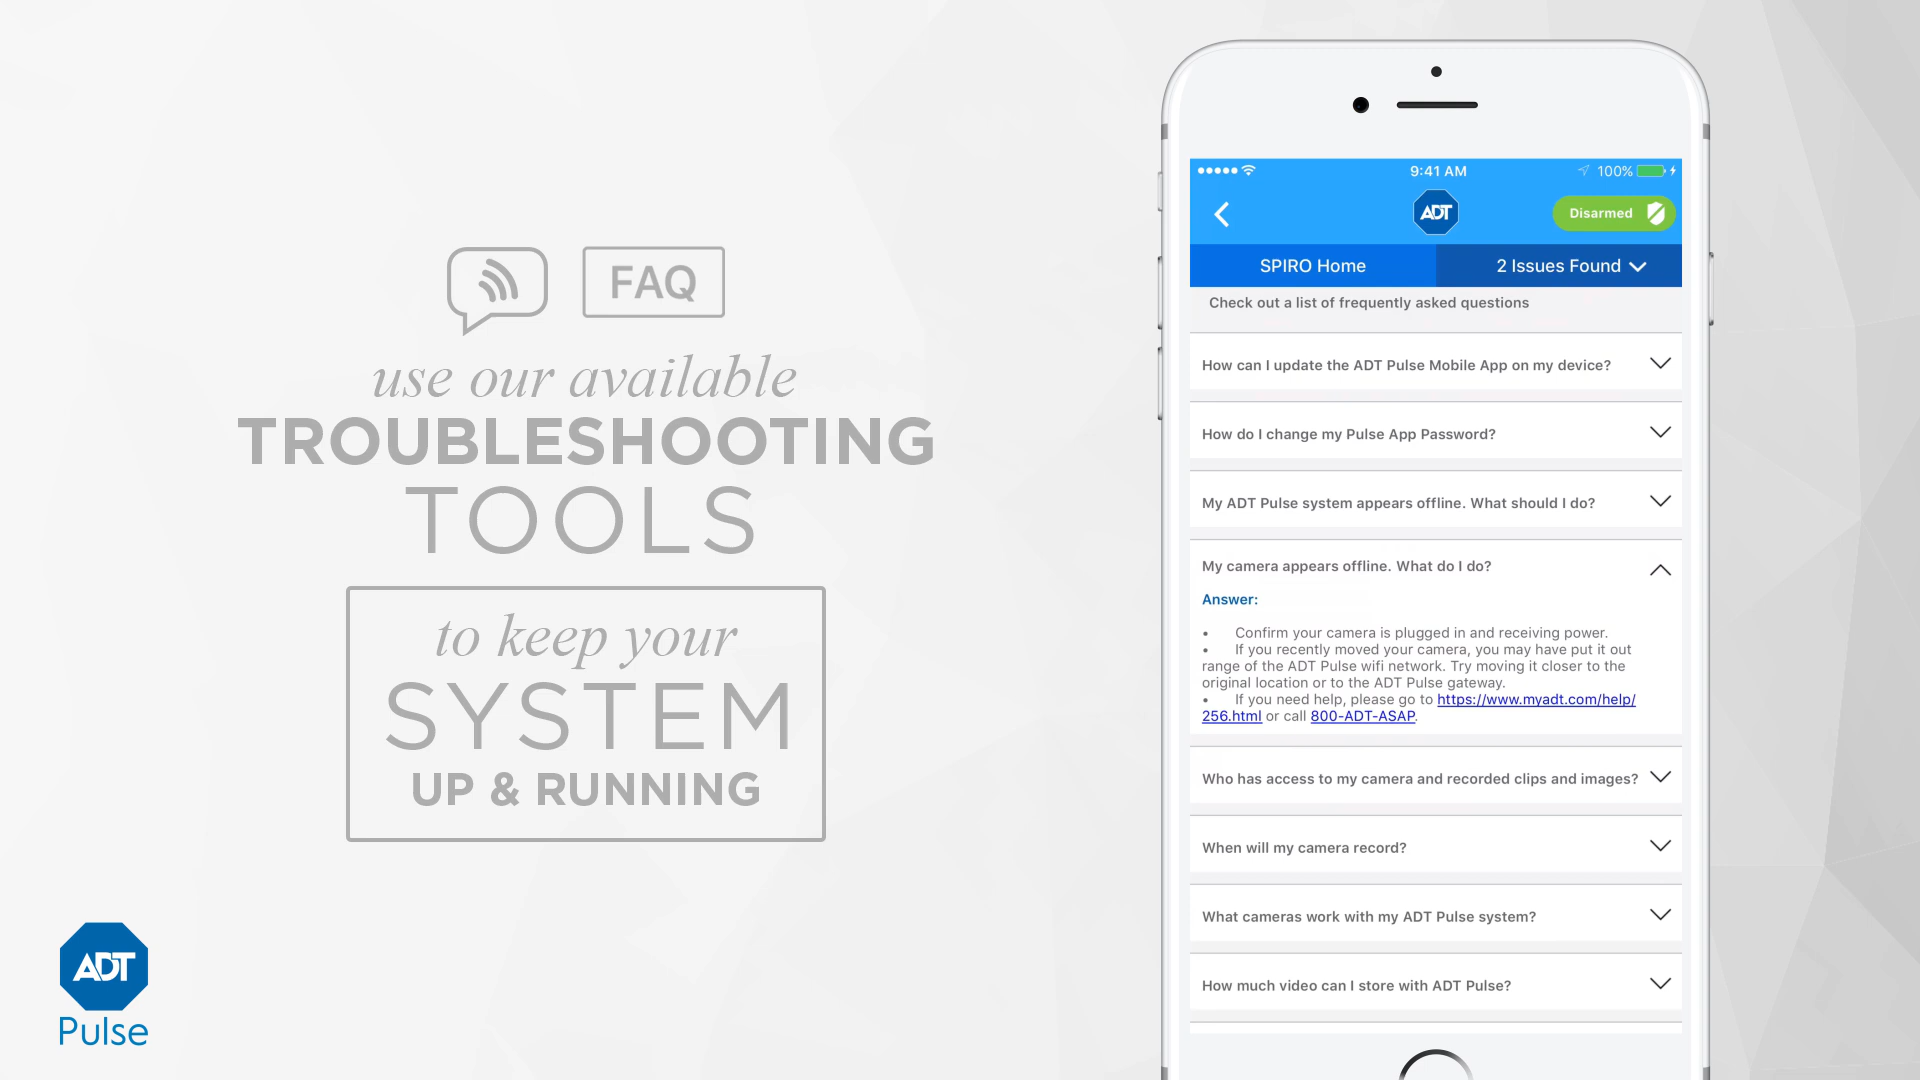 FAQ
use our available
TROUBLESHOOTING
TOOLS
to keep your
SYSTEM
UP & RUNNING
ADT
Pulse
9:41 AM
100%
ADT
Disarmed
SPIRO Home
2 Issues Found
Check out a list of frequently asked questions
How can I update the ADT Pulse Mobile App on my device?
How do I change my Pulse App Password?
My ADT Pulse system appears offline. What should I do?
My camera appears offline. What do I do?
Answer:
• Confirm your camera is plugged in and receiving power.
• If you recently moved your camera, you may have put it out
range of the ADT Pulse wifi network. Try moving it closer to the
original location or to the ADT Pulse gateway.
• If you need help, please go to https://www.myadt.com/help/
256.html or call 800-ADT-ASAP.
Who has access to my camera and recorded clips and images?
When will my camera record?
What cameras work with my ADT Pulse system?
How much video can I store with ADT Pulse?